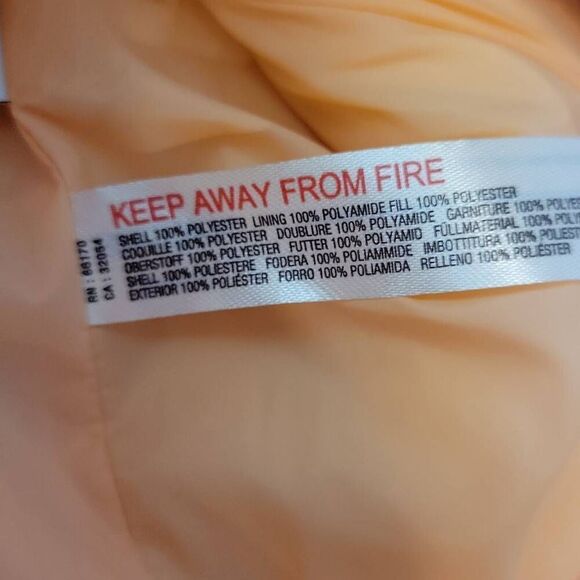 KEEP AWAY FROM FIRE
SHELL 100% POLYESTER LINING 100% POLYAMIDE FILL 100% POLYESTER
COQUILLE 100% POLYESTER DOUBLURE 100% POLYAMIDE GARNITURE 100% POLYE
OBERSTOFF 100% POLYESTER FUTTER 100% POLYAMID FÜLLMATERIAL 100% POLYE
SHELL 100% POLIESTERE FODERA 100% POLIAMMIDE IMBOTTITURA 100% POLIEST
EXTERIOR 100% POLIÉSTER FORRO 100% POLIAMIDA RELLENO 100% POLIÉSTER
RN : 66170
CA : 32054